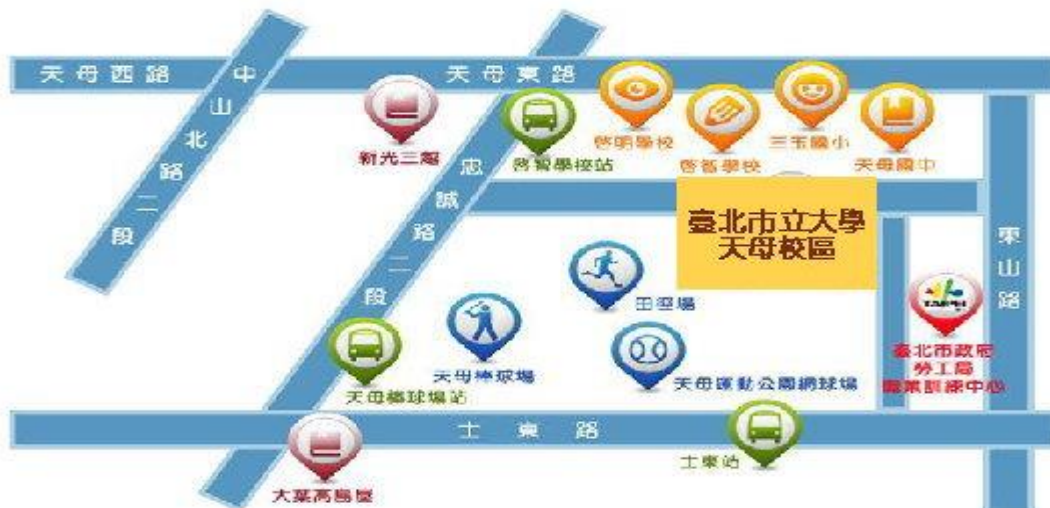 天母西路
中山北路二段
天母東路
新光三越
啓智學校站
啓明學校
啓智學校
三玉國小
天母國中
忠誠路二段
臺北市立大學
天母校區
東山路
田徑場
天母棒球場
天母運動公園網球場
臺北市政府
勞工局
職業訓練中心
天母棒球場站
士東路
士東站
大葉高島屋